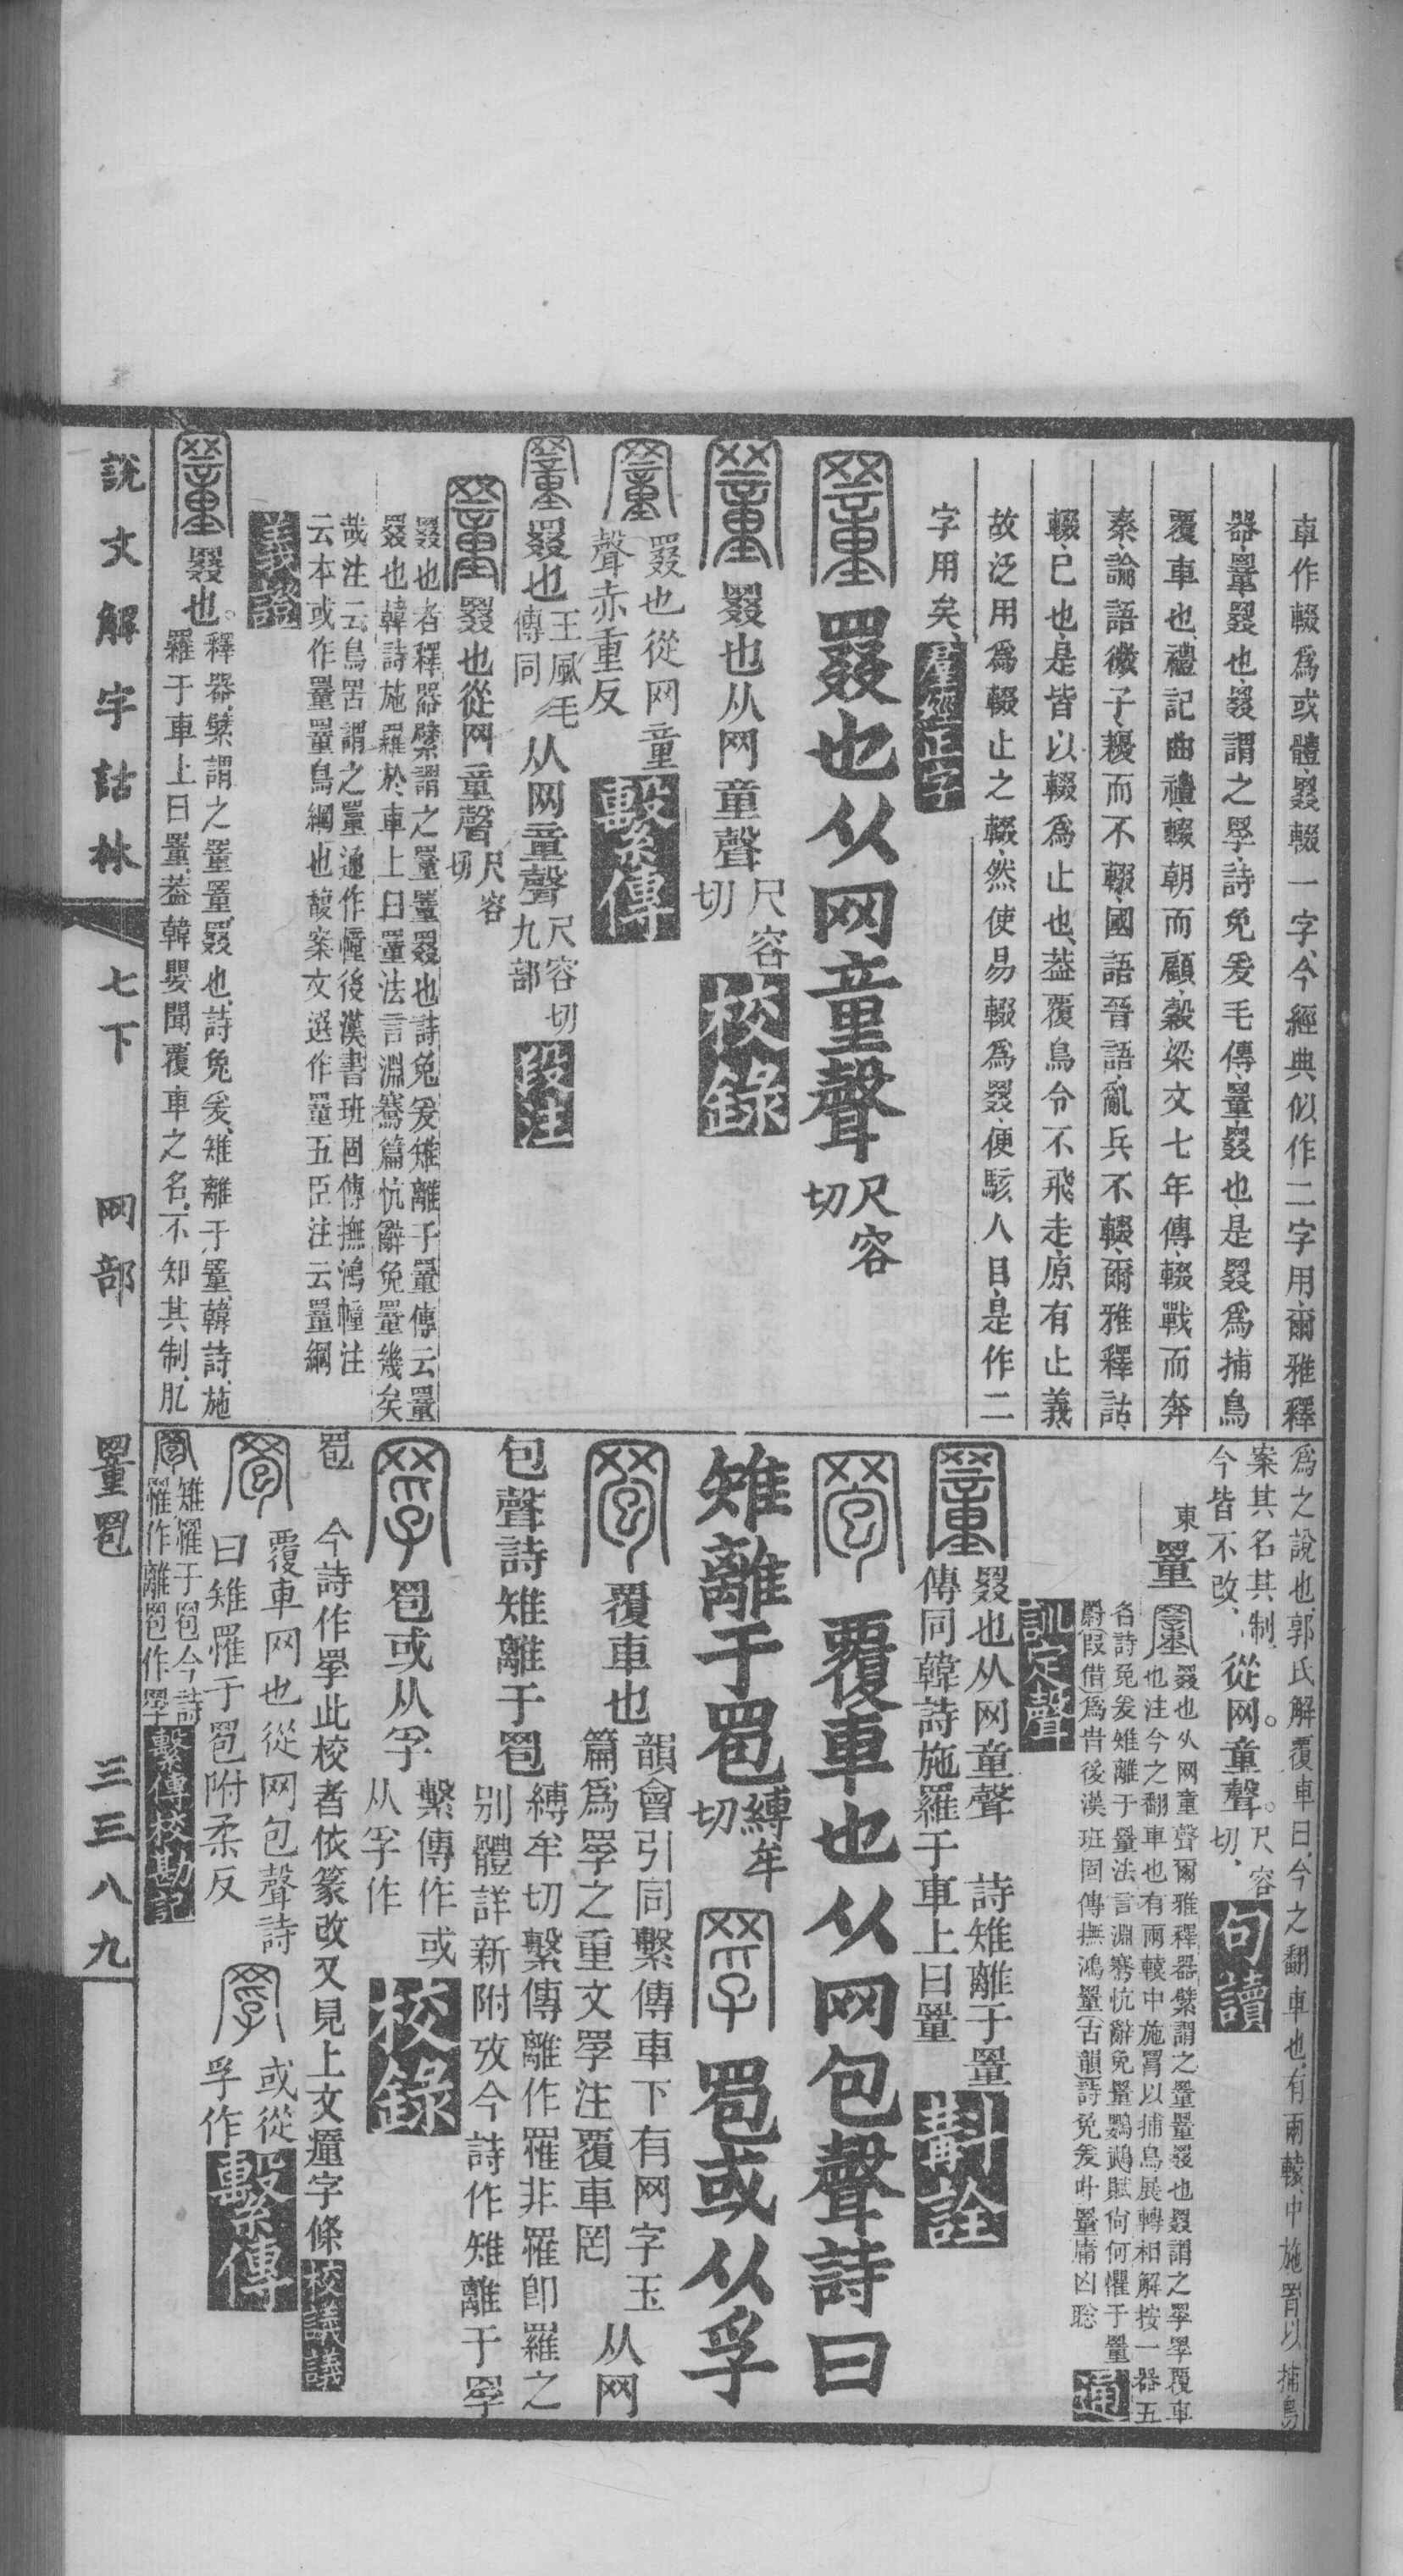 車作輟爲或體叕輟一字今經典似作二字用爾雅釋
器罿罬也罬謂之罦詩兔爰毛傳罿罬也是罬爲捕鳥
覆車也禮記曲禮輟朝而顧穀梁文七年傳輟戰而奔
秦論語微子耰而不輟國語晉語亂兵不輟爾雅釋詁
輟已也是皆以輟爲止也葢覆鳥令不飛走原有止義
故泛用爲輟止之輟然使易輟爲罬便駭人目是作二
字用矣羣經正字
罿 罬也从网童聲尺容切
罿 罬也从网童聲尺容切校錄
罿 罬也從网童聲赤重反繫傳
罿 罬也王風毛傳同从网童聲尺容切九部段注
罿 罬也從网童聲尺容切
罬也者釋器繴謂之罿罿罬也詩兔爰雉離于罿傳云罿
罬也韓詩施羅於車上曰罿法言淵騫篇忼辭免罿幾矣
哉注云鳥罟謂之罿通作㠉後漢書班固傳撫鴻㠉注
云本或作罿罿鳥網也馥案文選作罿五臣注云罿網
義證
罿 罬也。釋器繴謂之罿罿罬也詩兔爰雉離于罿韓詩施
羅于車上曰罿葢韓嬰聞覆車之名不知其制肊
說文解字詁林 七下 网部 罿䍖 三三八九
爲之說也郭氏解覆車曰今之翻車也有兩轅中施罥以捕鳥
案其名其制今皆不改從网童聲。尺容切句讀
東罿 罿 罬也从网童聲爾雅釋器繴謂之罿罿罬也罬謂之罦罦覆車
也注今之翻車也有兩轅中施罥以捕鳥展轉相解按一器五
名詩兔爰雉離于罿法言淵騫忼辭免罿鸚鵡賦何何懼于罿
假借爲 後漢班固傳撫鴻罿古韻詩兔爰叶罿庸凶聰通
訓定聲
罿 罬也从网童聲 詩雉離于罿
傳同韓詩施羅于車上曰罿斠詮
䍖 覆車也从网包聲詩曰
雉離于䍖縛牟切 罦 䍖或从孚
䍖 覆車也韻會引同繫傳車下有网字玉
篇爲罦之重文罦注覆車罔从网
包聲詩雉離于䍖縛牟切繫傳離作罹非罹卽羅之
别體詳新附攷今詩作雉離于罦
罦 䍖或从孚繫傳作或从孚作校錄
䍖 今詩作罦此校者依篆改又見上文㾮字條校議議
䍖 覆車网也從网包聲詩
曰雉罹于䍖附柔反 罦 或從孚作繫傳
䍖 雉罹于䍖今詩
罹作離䍖作罦繫傳校勘記